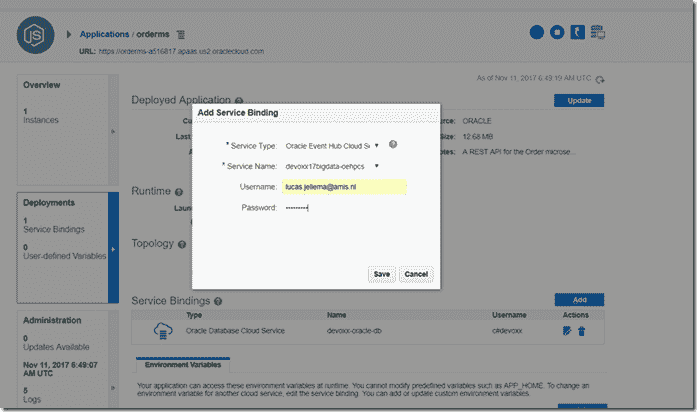 JS
Applications / orderms
URL: https://orderms-a516817.apaas.us2.oraclecloud.com
As of Nov 11, 2017 6:49:19 AM UTC
Overview
1
Instances
Deployed Application
Update
Last
ORACLE
Size: 12.68 MB
A REST API for the Order microse...
Add Service Binding
* Service Type: Oracle Event Hub Cloud Se
* Service Name: devoxx17bigdata-oehpcs
Username: lucas.jellema@amis.nl
Password: ---------
Save Cancel
Deployments
1
Service Bindings
0
User-defined Variables
Runtime
Topology
Service Bindings
Add
Type Name Username Actions
Oracle Database Cloud Service devoxx-oracle-db c#devoxx
Administration
0
Updates Available
Nov 11, 2017 6:49:07
AM UTC
5
Logs
Environment Variables
Your application can access these environment variables at runtime. You cannot modify predefined variables such as APP_HOME. To change an
environment variable for another cloud service, edit the service binding. You can add or update custom environment variables.